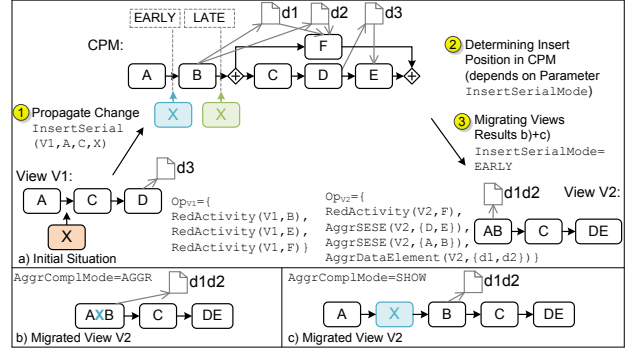 EARLY LATE d1 d2 d3
CPM:
F
A B C D E
X X
1 Propagate Change
InsertSerial
(V1,A,C,X)
2 Determining Insert
Position in CPM
(depends on Parameter
InsertSerialMode)
3 Migrating Views
Results b)+c)
InsertSerialMode=
EARLY
View V1:
d3
A C D
X
a) Initial Situation
OpV1={
RedActivity(V1,B),
RedActivity(V1,E),
RedActivity(V1,F)}
OpV2={
RedActivity(V2,F),
AggrSESE(V2,{D,E}),
AggrSESE(V2,{A,B}),
AggrDataElement(V2,{d1,d2})}
d1d2 View V2:
AB C DE
AggrComplMode=AGGR
d1d2
AXB C DE
b) Migrated View V2
AggrComplMode=SHOW
d1d2
A X B C DE
c) Migrated View V2